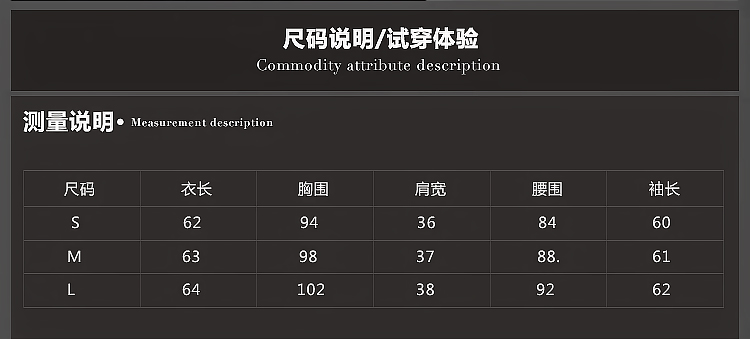 尺码说明/试穿体验
Commodity attribute description
测量说明• Measurement description
尺码 衣长 胸围 肩宽 腰围 袖长
S 62 94 36 84 60
M 63 98 37 88. 61
L 64 102 38 92 62